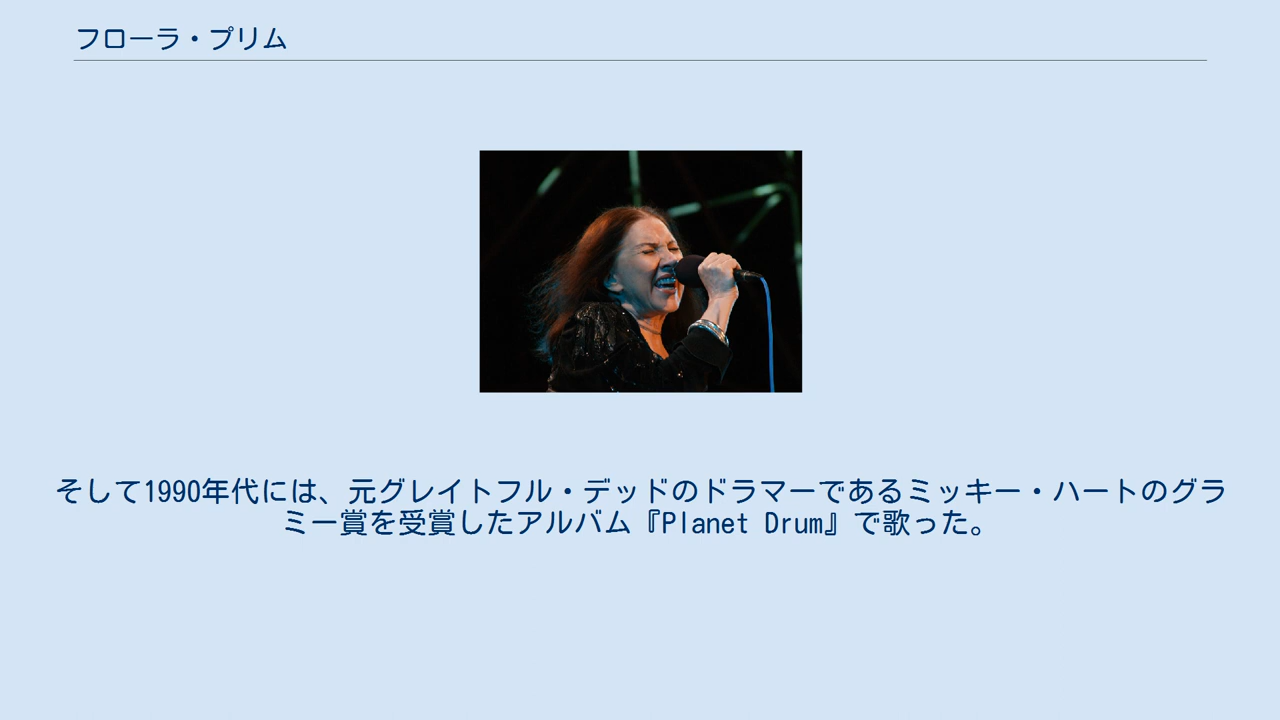 フローラ・プリム
そして1990年代には、元グレイトフル・デッドのドラマーであるミッキー・ハートのグラ
ミー賞を受賞したアルバム『Planet Drum』で歌った。